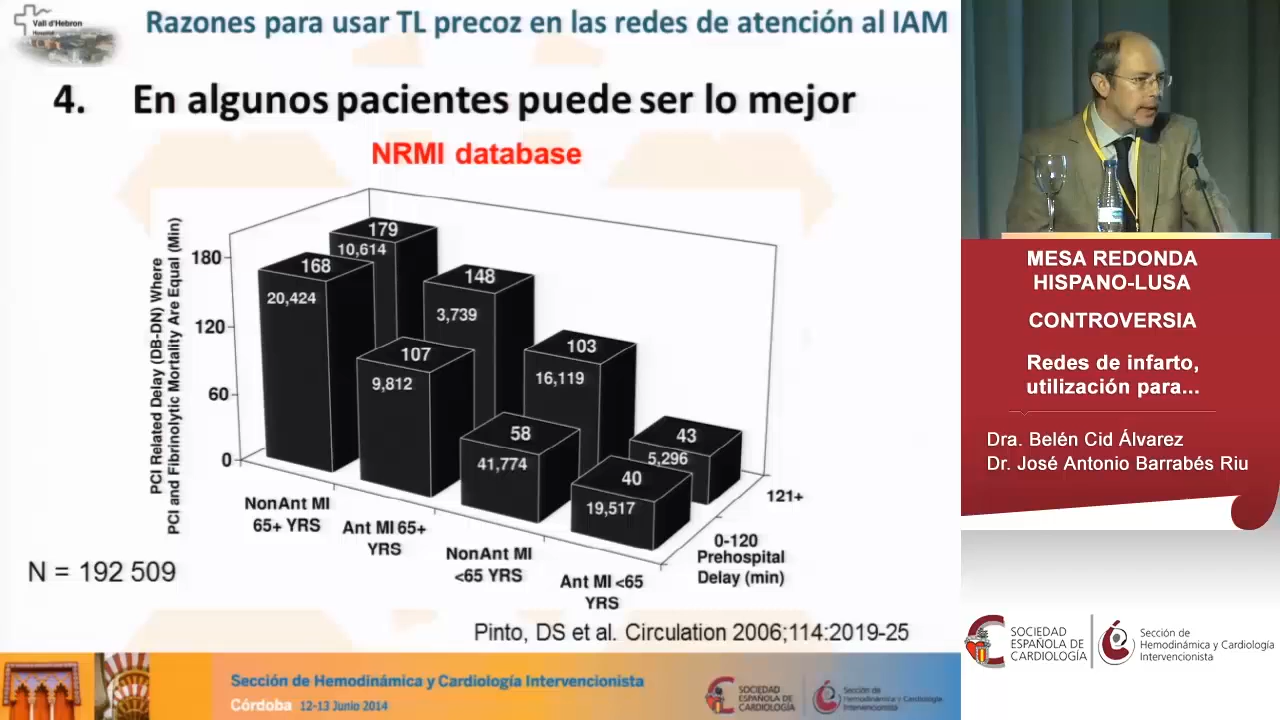 Vall d'Hebron
Hospital
Razones para usar TL precoz en las redes de atención al IAM
4. En algunos pacientes puede ser lo mejor
NRMI database
PCI Related Delay (DB-DN) Where
PCI and Fibrinolytic Mortality Are Equal (Min)
180
120
60
0
179
10,614
168
20,424
148
3,739
107
9,812
103
16,119
58
41,774
43
5,296
40
19,517
NonAnt MI
65+ YRS
Ant MI 65+
YRS
NonAnt MI
<65 YRS
Ant MI <65
YRS
121+
0-120
Prehospital
Delay (min)
N = 192 509
Pinto, DS et al. Circulation 2006;114:2019-25
Sección de Hemodinámica y Cardiología Intervencionista
Córdoba 12-13 Junio 2014
SOCIEDAD
ESPAÑOLA DE
CARDIOLOGÍA
Sección de
Hemodinámica y Cardiología
Intervencionista
MESA REDONDA
HISPANO-LUSA
CONTROVERSIA
Redes de infarto,
utilización para...
Dra. Belén Cid Álvarez
Dr. José Antonio Barrabés Riu
SOCIEDAD
ESPAÑOLA DE
CARDIOLOGÍA
Sección de
Hemodinámica y Cardiología
Intervencionista